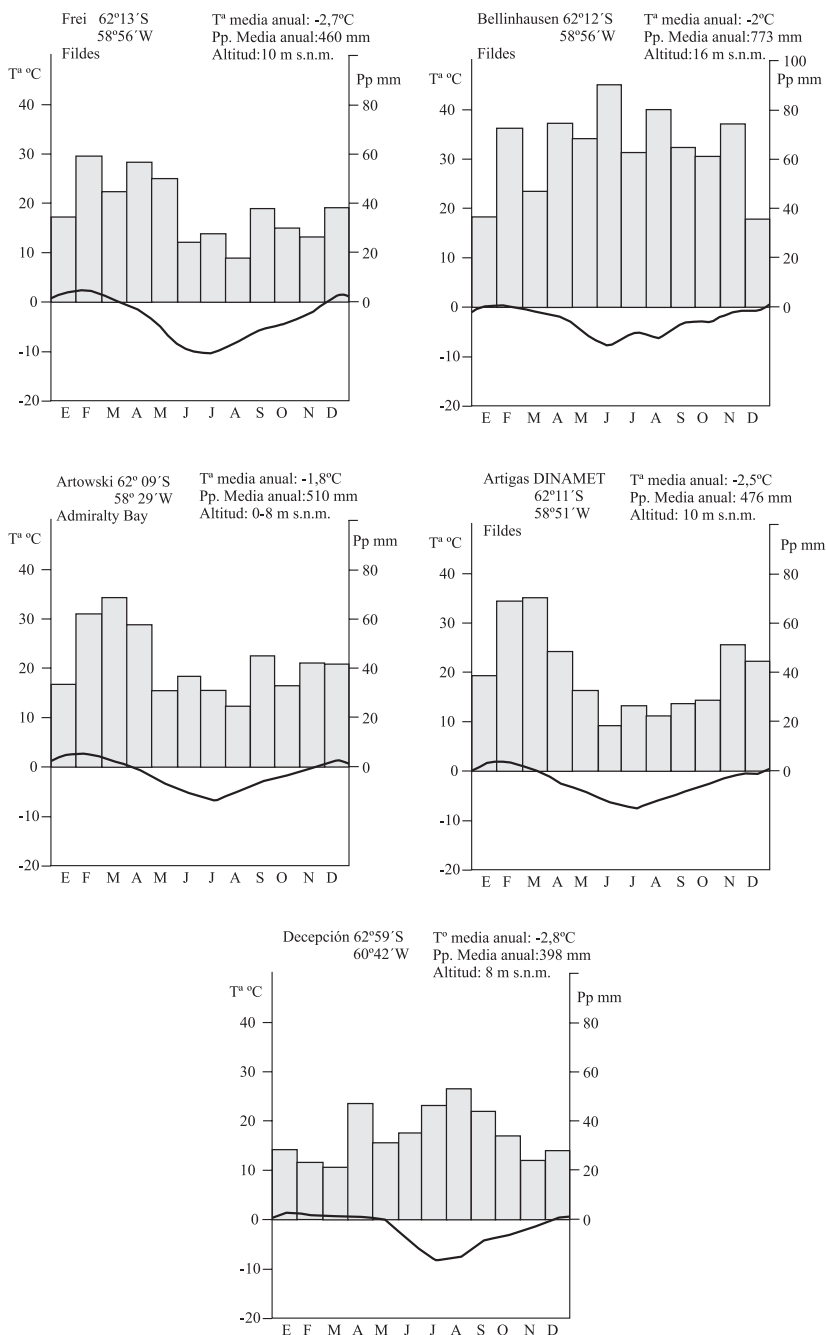 Frei 62º13´S
58º56´W
Fildes
Tª media anual: -2,7ºC
Pp. Media anual:460 mm
Altitud:10 m s.n.m.
Tª ºC
Pp mm
40
30
20
10
0
-10
-20
80
60
40
20
0
E F M A M J J A S O N D
Bellinhausen 62º12´S
58º56´W
Fildes
Tª media anual: -2ºC
Pp. Media anual:773 mm
Altitud:16 m s.n.m.
Tª ºC
100
Pp mm
40
30
20
10
0
-10
-20
80
60
40
20
0
E F M A M J J A S O N D
Artowski 62º 09´S
58º 29´W
Admiralty Bay
Tª media anual: -1,8ºC
Pp. Media anual:510 mm
Altitud: 0-8 m s.n.m.
Tª ºC
Pp mm
40
30
20
10
0
-10
-20
80
60
40
20
0
E F M A M J J A S O N D
Artigas DINAMET
62º11´S
58º51´W
Fildes
Tª media anual: -2,5ºC
Pp. Media anual: 476 mm
Altitud: 10 m s.n.m.
Tª ºC
Pp mm
40
30
20
10
0
-10
-20
80
60
40
20
0
E F M A M J J A S O N D
Decepción 62º59´S
60º42´W
Tº media anual: -2,8ºC
Pp. Media anual:398 mm
Altitud: 8 m s.n.m.
Tª ºC
Pp mm
40
30
20
10
0
-10
-20
80
60
40
20
0
E F M A M J J A S O N D